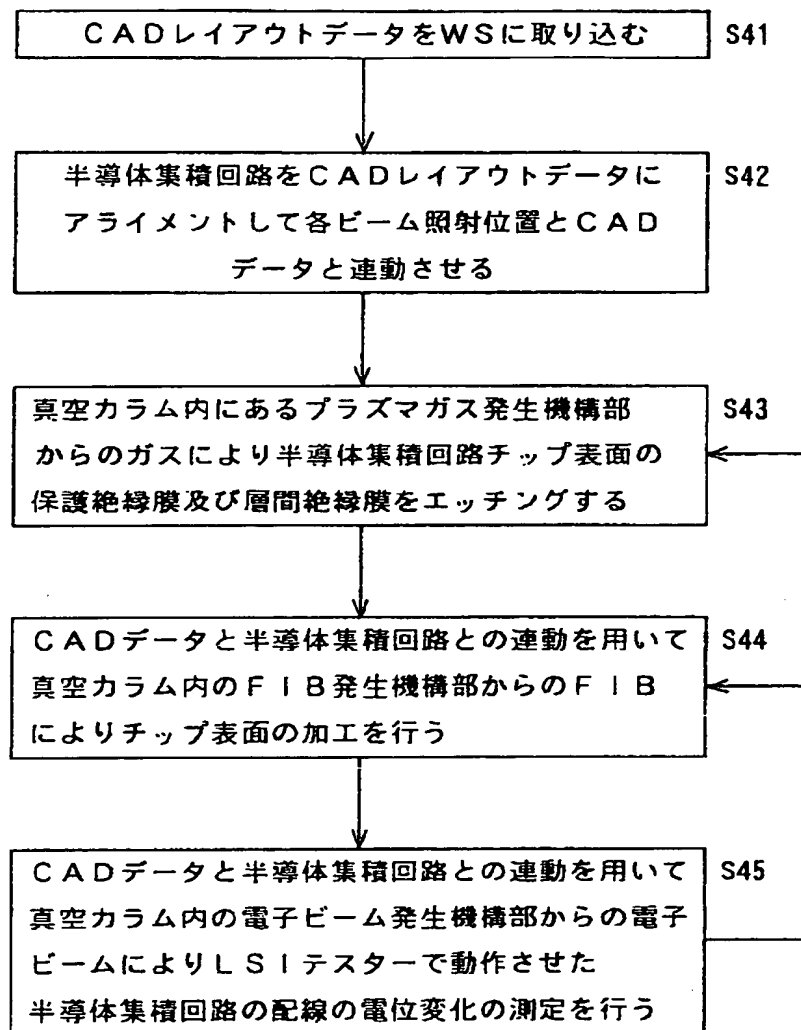 CADレイアウトデータをWSに取り込む
S41
半導体集積回路をCADレイアウトデータに
S42
アライメントして各ビーム照射位置とCAD
データと連動させる
真空カラム内にあるプラズマガス発生機構部
S43
からのガスにより半導体集積回路チップ表面の
保護絶縁膜及び層間絶縁膜をエッチングする
CADデータと半導体集積回路との連動を用いて
S44
真空カラム内のFIB発生機構部からのFIB
によりチップ表面の加工を行う
CADデータと半導体集積回路との連動を用いて
S45
真空カラム内の電子ビーム発生機構部からの電子
ビームによりLSIテスターで動作させた
半導体集積回路の配線の電位変化の測定を行う